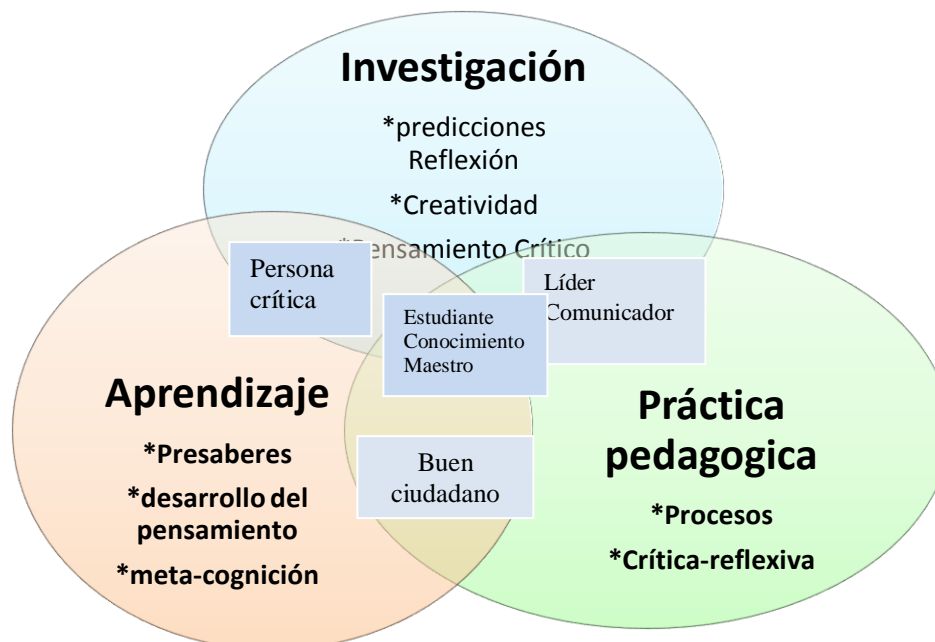 Investigación
*predicciones
Reflexión
*Creatividad
*Pensamiento Crítico
Persona
crítica
Líder
Comunicador
Estudiante
Conocimiento
Maestro
Aprendizaje
*Presaberes
*desarrollo del
pensamiento
*meta-cognición
Buen
ciudadano
Práctica
pedagogica
*Procesos
*Crítica-reflexiva